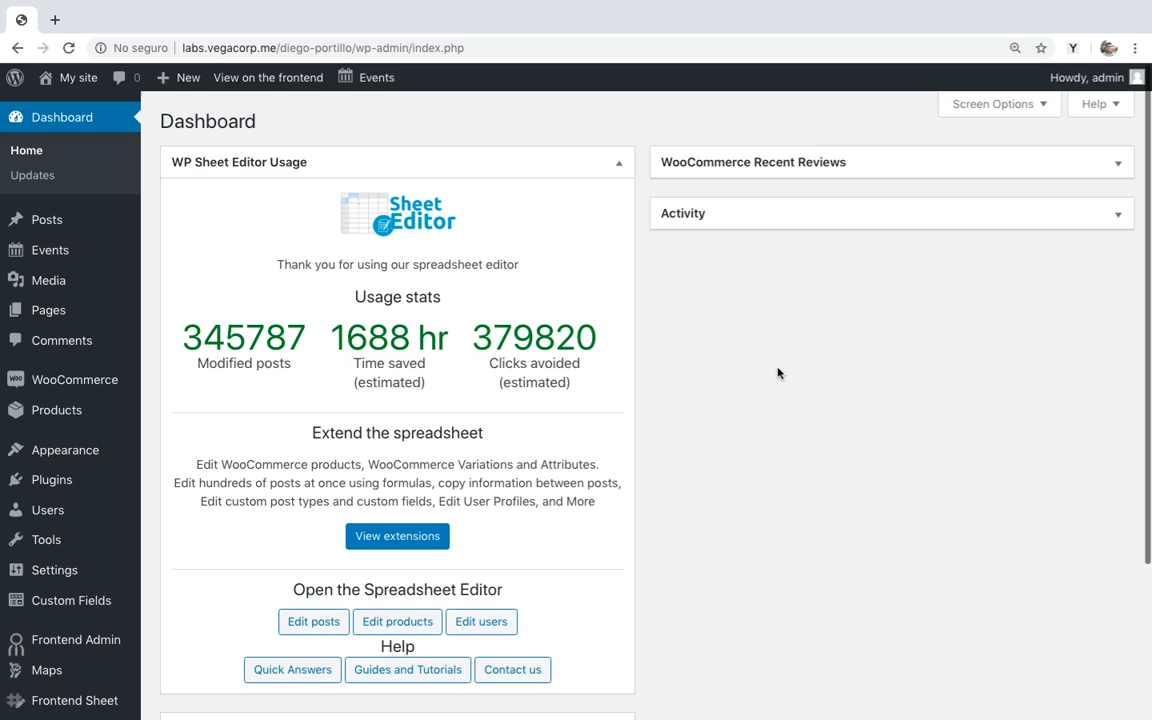 No seguro
labs.vegacorp.me/diego-portillo/wp-admin/index.php
Y
My site
0
New
View on the frontend
Events
Howdy, admin
Dashboard
Home
Updates
Posts
Events
Media
Pages
Comments
WooCommerce
Products
Appearance
Plugins
Users
Tools
Settings
Custom Fields
Frontend Admin
Maps
Frontend Sheet
Screen Options
Help
Dashboard
WP Sheet Editor Usage
Sheet
Editor
Thank you for using our spreadsheet editor
Usage stats
345787 1688 hr 379820
Modified posts Time saved Clicks avoided
(estimated) (estimated)
Extend the spreadsheet
Edit WooCommerce products, WooCommerce Variations and Attributes.
Edit hundreds of posts at once using formulas, copy information between posts,
Edit custom post types and custom fields, Edit User Profiles, and More
View extensions
Open the Spreadsheet Editor
Edit posts Edit products Edit users
Help
Quick Answers Guides and Tutorials Contact us
WooCommerce Recent Reviews
Activity